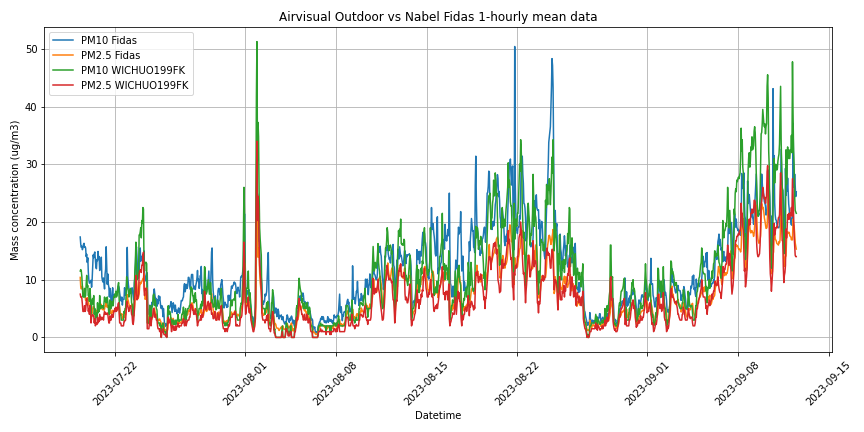 Airvisual Outdoor vs Nabel Fidas 1-hourly mean data
PM10 Fidas
PM2.5 Fidas
PM10 WICHUO199FK
PM2.5 WICHUO199FK
Mass concentration (ug/m3)
50
40
30
20
10
0
2023-07-22
2023-08-01
2023-08-08
2023-08-15
2023-08-22
2023-09-01
2023-09-08
2023-09-15
Datetime